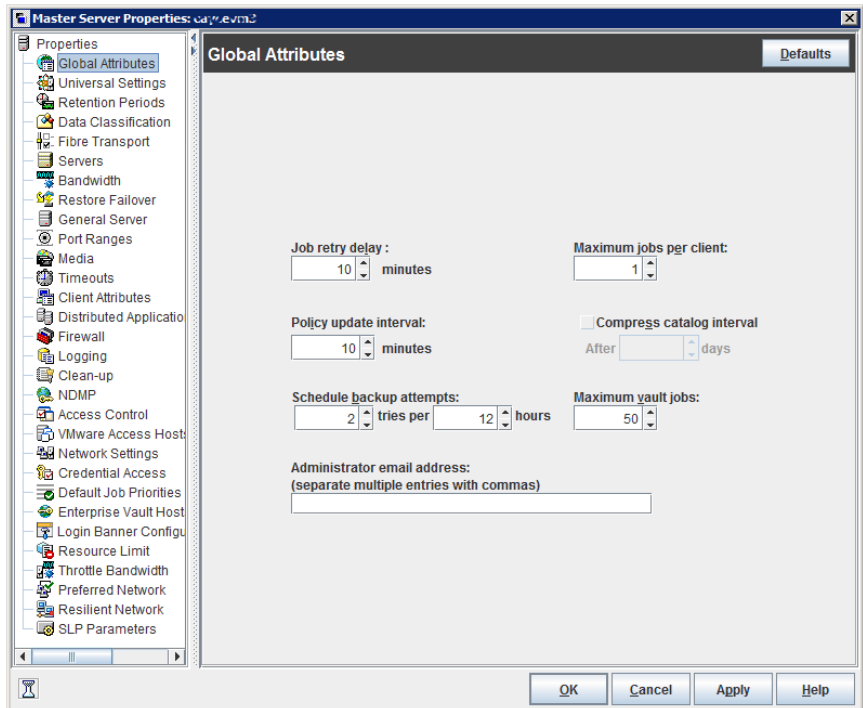 Master Server Properties:
Properties
Global Attributes
Universal Settings
Retention Periods
Data Classification
Fibre Transport
Servers
Bandwidth
Restore Failover
General Server
Port Ranges
Media
Timeouts
Client Attributes
Distributed Applicatio
Firewall
Logging
Clean-up
NDMP
Access Control
VMware Access Hosts
Network Settings
Credential Access
Default Job Priorities
Enterprise Vault Host
Login Banner Configu
Resource Limit
Throttle Bandwidth
Preferred Network
Resilient Network
SLP Parameters
Global Attributes
Defaults
Job retry delay :
10 minutes
Maximum jobs per client:
1
Policy update interval:
10 minutes
Compress catalog interval
After days
Schedule backup attempts:
2 tries per 12 hours
Maximum vault jobs:
50
Administrator email address:
(separate multiple entries with commas)
OK Cancel Apply Help